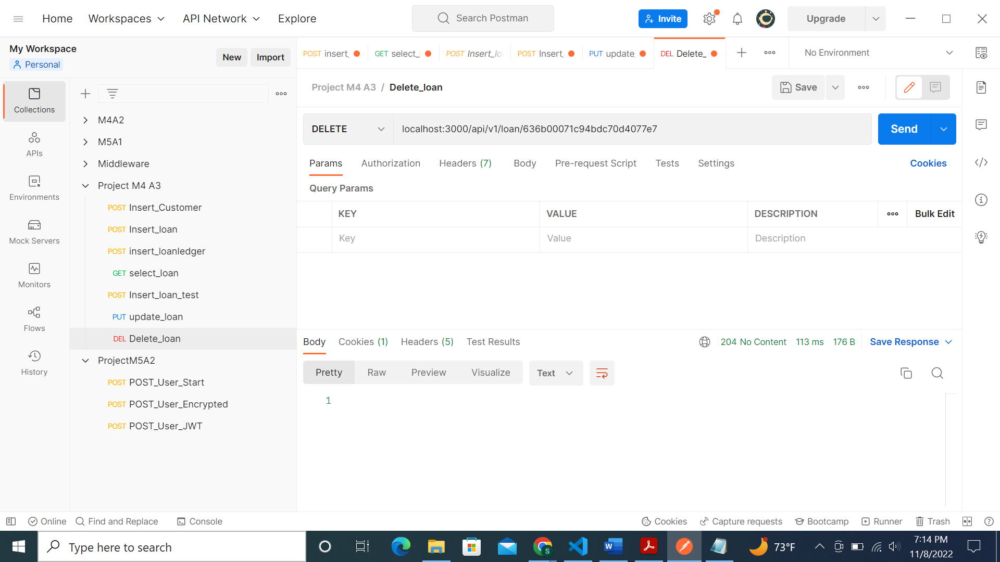 Home
Workspaces
API Network
Explore
Search Postman
Invite
Upgrade
My Workspace
Personal
New
Import
POST insert_
GET select_
POST Insert_lo
POST Insert_
PUT update_
DEL Delete_
No Environment
Project M4 A3 / Delete_loan
Save
Collections
APIs
Environments
Mock Servers
Monitors
Flows
History
M4A2
M5A1
Middleware
Project M4 A3
POST Insert_Customer
POST Insert_loan
POST insert_loanledger
GET select_loan
POST Insert_loan_test
PUT update_loan
DEL Delete_loan
ProjectM5A2
POST POST_User_Start
POST POST_User_Encrypted
POST POST_User_JWT
DELETE
localhost:3000/api/v1/loan/636b00071c94bdc70d4077e7
Send
Params
Authorization
Headers (7)
Body
Pre-request Script
Tests
Settings
Cookies
Query Params
KEY
VALUE
DESCRIPTION
Bulk Edit
Key
Value
Description
Body
Cookies (1)
Headers (5)
Test Results
204 No Content
113 ms
176 B
Save Response
Pretty
Raw
Preview
Visualize
Text
1
Online
Find and Replace
Console
Cookies
Capture requests
Bootcamp
Runner
Trash
Type here to search
S
W
73°F
7:14 PM
11/8/2022